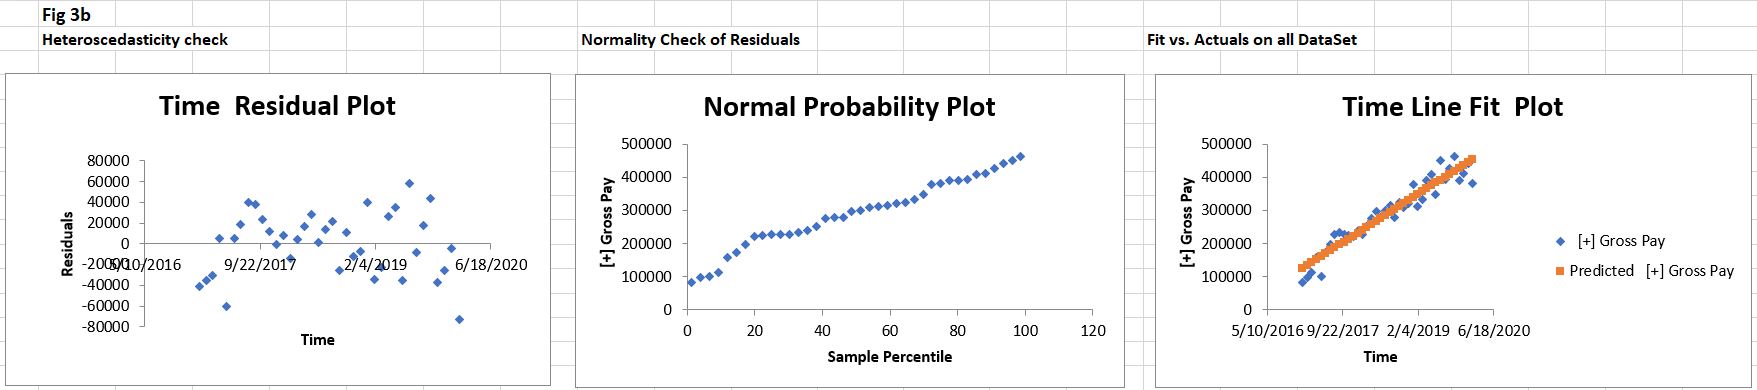 Fig 3b
Heteroscedasticity check
Normality Check of Residuals
Fit vs. Actuals on all DataSet
Time  Residual Plot
80000
60000
40000
20000
0
-20000
-40000
-60000
-80000
Residuals
5/10/2016
9/22/2017
2/4/2019
6/18/2020
Time
Normal Probability Plot
500000
400000
300000
200000
100000
0
[+] Gross Pay
0
20
40
60
80
100
120
Sample Percentile
Time Line Fit  Plot
500000
400000
300000
200000
100000
0
[+] Gross Pay
5/10/2016
9/22/2017
2/4/2019
6/18/2020
Time
[+] Gross Pay
Predicted   [+] Gross Pay